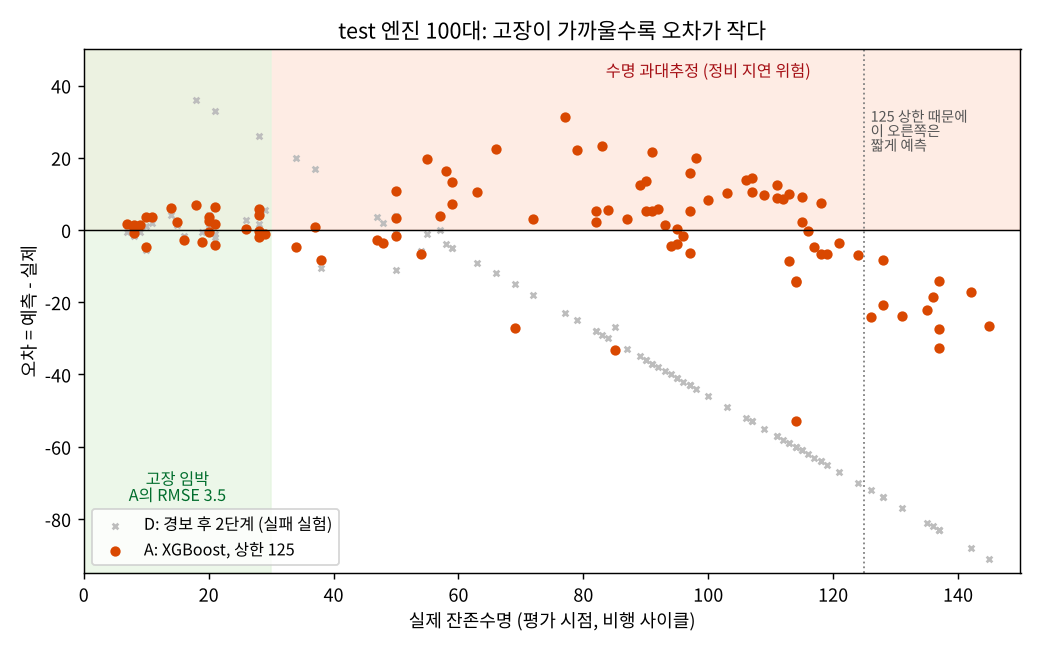 test 엔진 100대: 고장이 가까울수록 오차가 작다
수명 과대추정 (정비 지연 위험)
125 상한 때문에
이 오른쪽은
짧게 예측
오차 = 예측 - 실제
40
20
0
-20
-40
-60
-80
고장 임박
A의 RMSE 3.5
D: 경보 후 2단계 (실패 실험)
A: XGBoost, 상한 125
0 20 40 60 80 100 120 140
실제 잔존수명 (평가 시점, 비행 사이클)